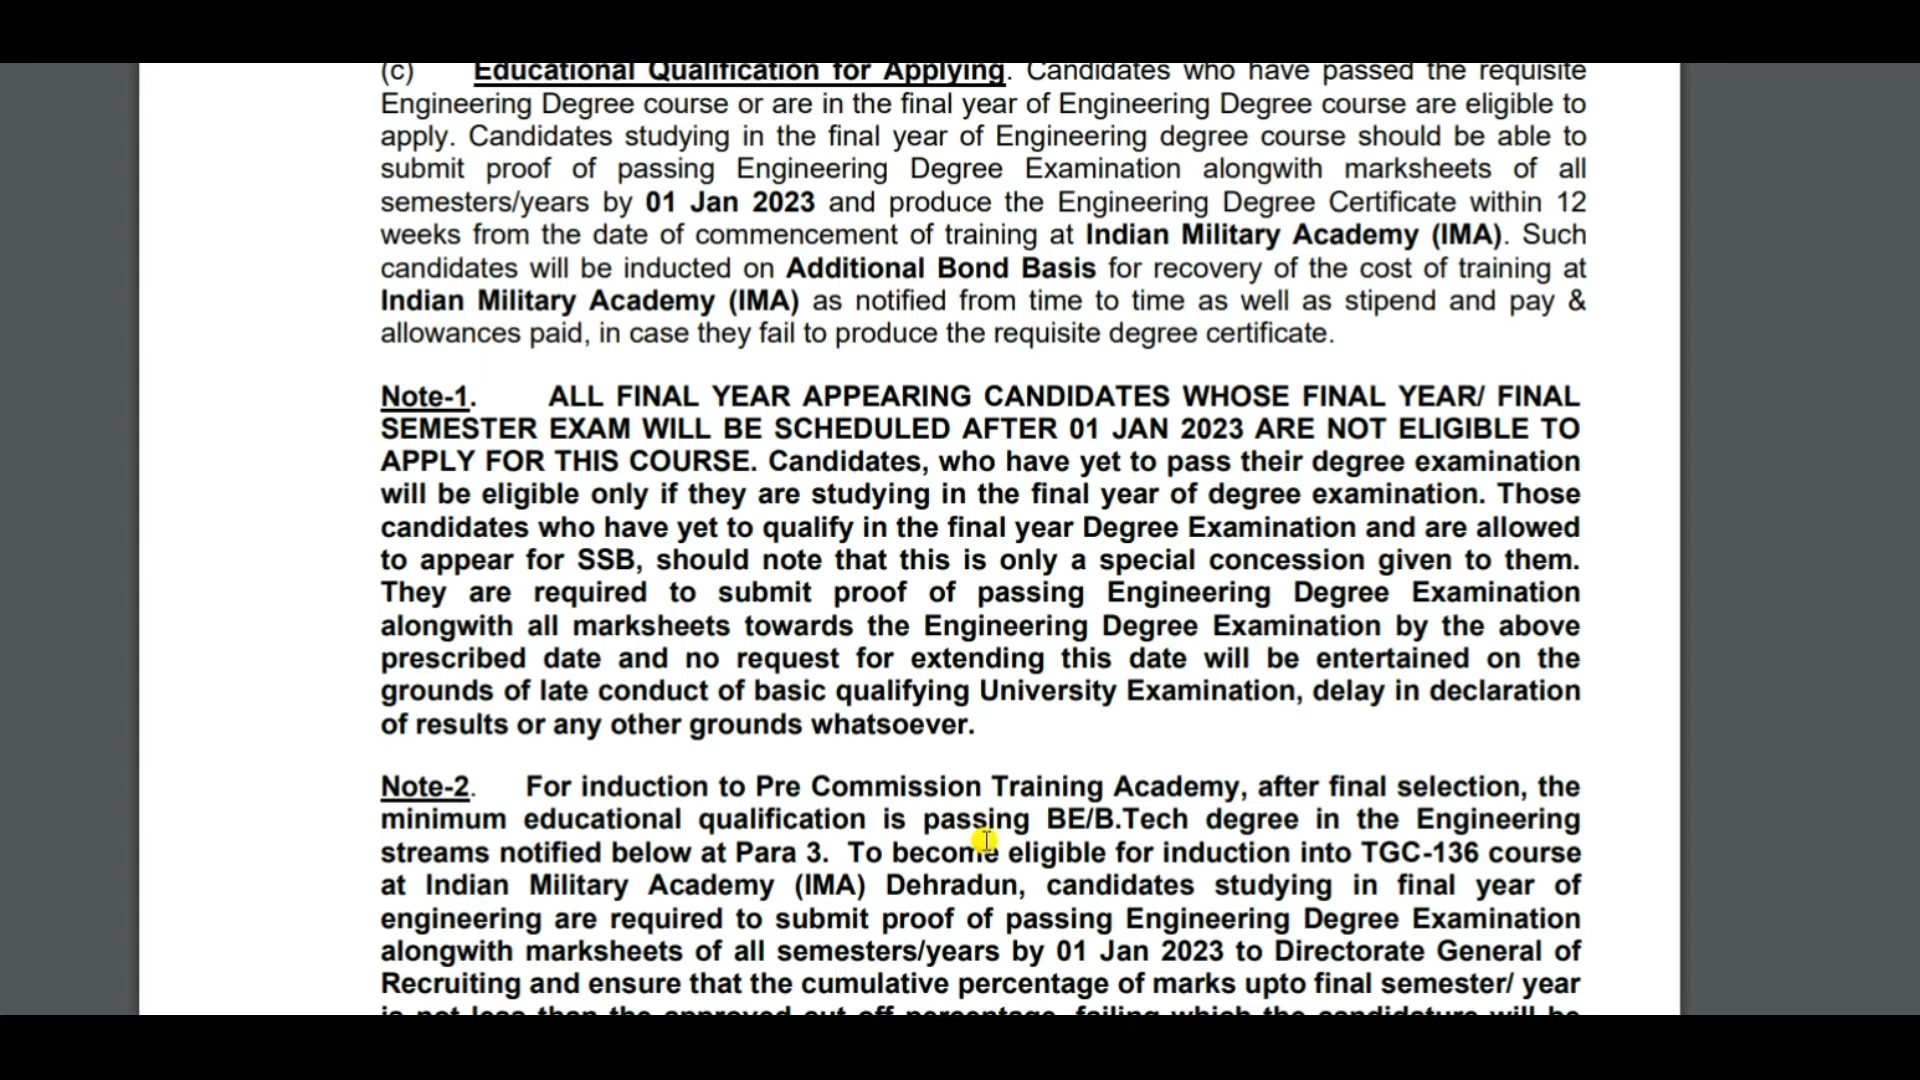 (c) Educational Qualification for Applying. Candidates who have passed the requisite
Engineering Degree course or are in the final year of Engineering Degree course are eligible to
apply. Candidates studying in the final year of Engineering degree course should be able to
submit proof of passing Engineering Degree Examination alongwith marksheets of all
semesters/years by 01 Jan 2023 and produce the Engineering Degree Certificate within 12
weeks from the date of commencement of training at Indian Military Academy (IMA). Such
candidates will be inducted on Additional Bond Basis for recovery of the cost of training at
Indian Military Academy (IMA) as notified from time to time as well as stipend and pay &
allowances paid, in case they fail to produce the requisite degree certificate.
Note-1. ALL FINAL YEAR APPEARING CANDIDATES WHOSE FINAL YEAR/ FINAL
SEMESTER EXAM WILL BE SCHEDULED AFTER 01 JAN 2023 ARE NOT ELIGIBLE TO
APPLY FOR THIS COURSE. Candidates, who have yet to pass their degree examination
will be eligible only if they are studying in the final year of degree examination. Those
candidates who have yet to qualify in the final year Degree Examination and are allowed
to appear for SSB, should note that this is only a special concession given to them.
They are required to submit proof of passing Engineering Degree Examination
alongwith all marksheets towards the Engineering Degree Examination by the above
prescribed date and no request for extending this date will be entertained on the
grounds of late conduct of basic qualifying University Examination, delay in declaration
of results or any other grounds whatsoever.
Note-2. For induction to Pre Commission Training Academy, after final selection, the
minimum educational qualification is passing BE/B.Tech degree in the Engineering
streams notified below at Para 3. To become eligible for induction into TGC-136 course
at Indian Military Academy (IMA) Dehradun, candidates studying in final year of
engineering are required to submit proof of passing Engineering Degree Examination
alongwith marksheets of all semesters/years by 01 Jan 2023 to Directorate General of
Recruiting and ensure that the cumulative percentage of marks upto final semester/ year
is not less than the approved cut off percentage, failing which the candidature will be